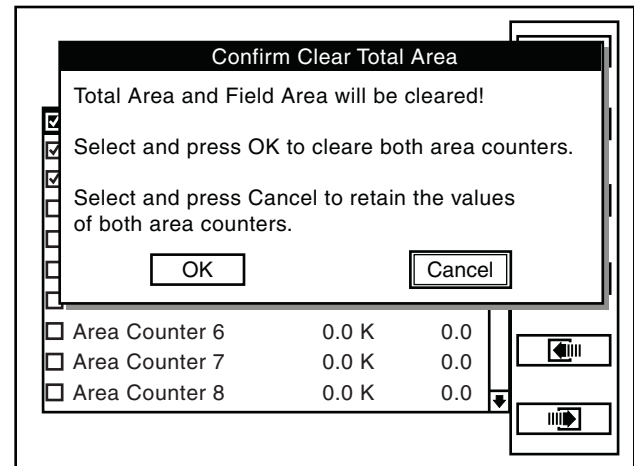 Confirm Clear Total Area
Total Area and Field Area will be cleared!
Select and press OK to cleare both area counters.
Select and press Cancel to retain the values
of both area counters.
OK Cancel
Area Counter 6 0.0 K 0.0
Area Counter 7 0.0 K 0.0
Area Counter 8 0.0 K 0.0